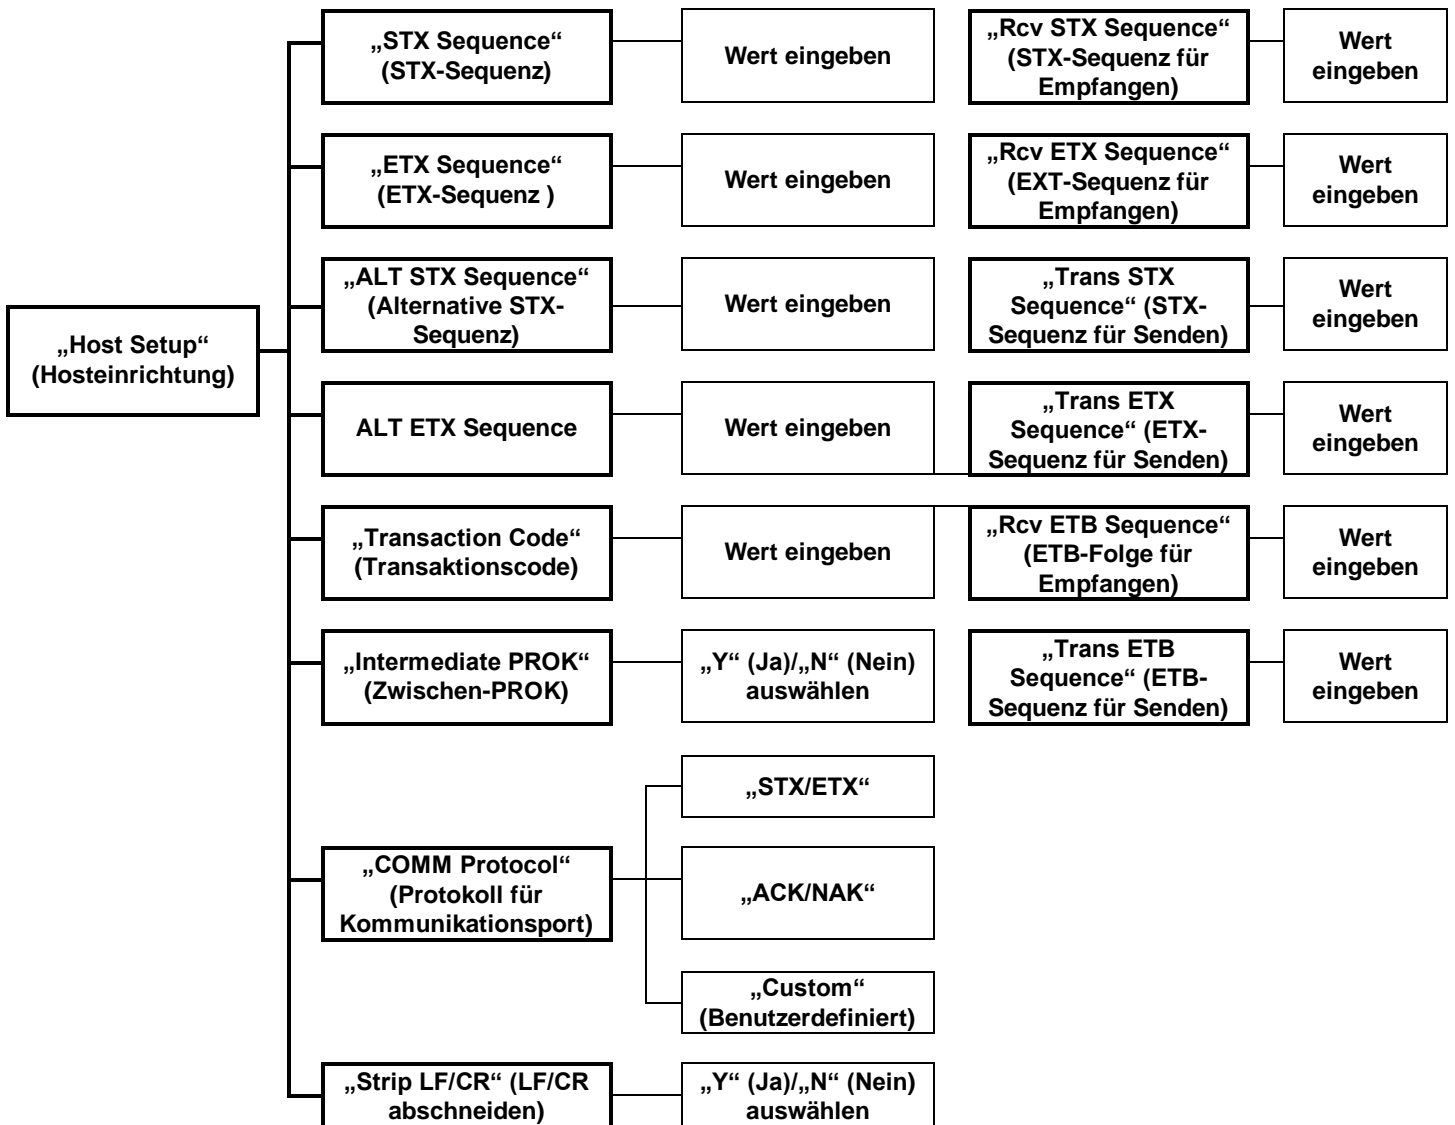 „STX Sequence“
(STX-Sequenz)
Wert eingeben
„Rcv STX Sequence“
(STX-Sequenz für
Empfangen)
Wert
eingeben
„ETX Sequence“
(ETX-Sequenz )
Wert eingeben
„Rcv ETX Sequence“
(EXT-Sequenz für
Empfangen)
Wert
eingeben
„ALT STX Sequence“
(Alternative STX-
Sequenz)
Wert eingeben
„Trans STX
Sequence“ (STX-
Sequenz für Senden)
Wert
eingeben
„Host Setup“
(Hosteinrichtung)
ALT ETX Sequence
Wert eingeben
„Trans ETX
Sequence“ (ETX-
Sequenz für Senden)
Wert
eingeben
„Transaction Code“
(Transaktionscode)
Wert eingeben
„Rcv ETB Sequence“
(ETB-Folge für
Empfangen)
Wert
eingeben
„Intermediate PROK“
(Zwischen-PROK)
„Y“ (Ja)/„N“ (Nein)
auswählen
„Trans ETB
Sequence“ (ETB-
Sequenz für Senden)
Wert
eingeben
„COMM Protocol“
(Protokoll für
Kommunikationsport)
„STX/ETX“
„ACK/NAK“
„Custom“
(Benutzerdefiniert)
„Strip LF/CR“ (LF/CR
abschneiden)
„Y“ (Ja)/„N“ (Nein)
auswählen